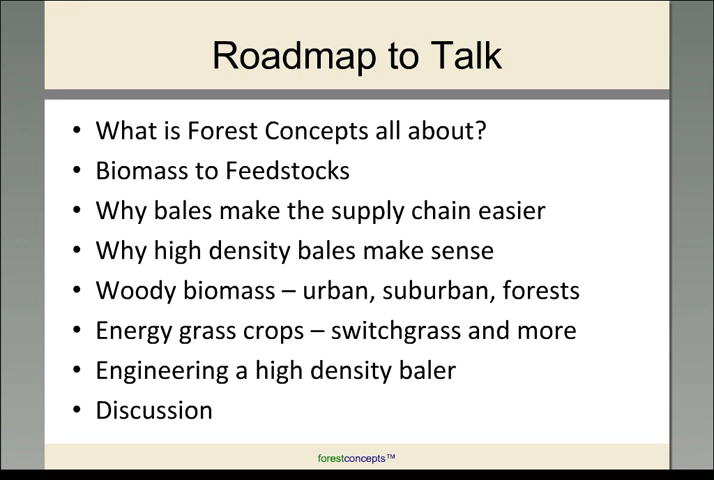 Roadmap to Talk
• What is Forest Concepts all about?
• Biomass to Feedstocks
• Why bales make the supply chain easier
• Why high density bales make sense
• Woody biomass – urban, suburban, forests
• Energy grass crops – switchgrass and more
• Engineering a high density baler
• Discussion
forestconcepts™